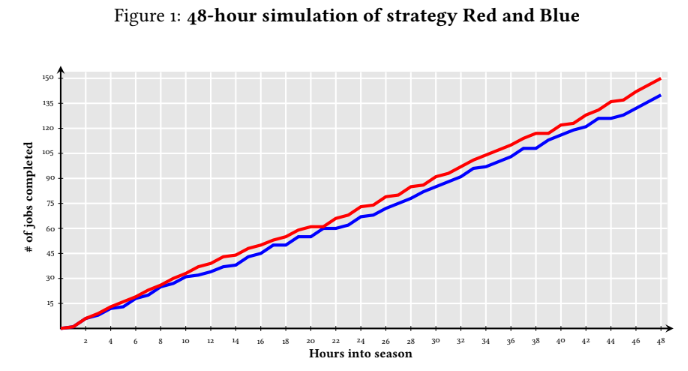 Figure 1: 48-hour simulation of strategy Red and Blue
150
135
120
105
90
75
60
45
30
15
# of jobs completed
2 4 6 8 10 12 14 16 18 20 22 24 26 28 30 32 34 36 38 40 42 44 46 48
Hours into season